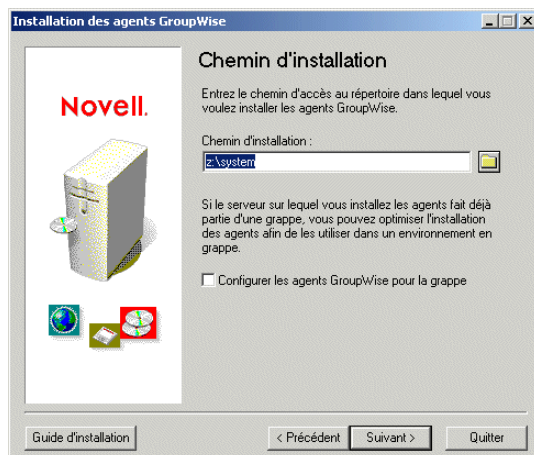 Installation des agents GroupWise
Novell.
Chemin d'installation
Entrez le chemin d'accès au répertoire dans lequel vous
voulez installer les agents GroupWise.
Chemin d'installation :
z:\system
Si le serveur sur lequel vous installez les agents fait déjà
partie d'une grappe, vous pouvez optimiser l'installation
des agents afin de les utiliser dans un environnement en
grappe.
Configurer les agents GroupWise pour la grappe
Guide d'installation
< Précédent
Suivant >
Quitter